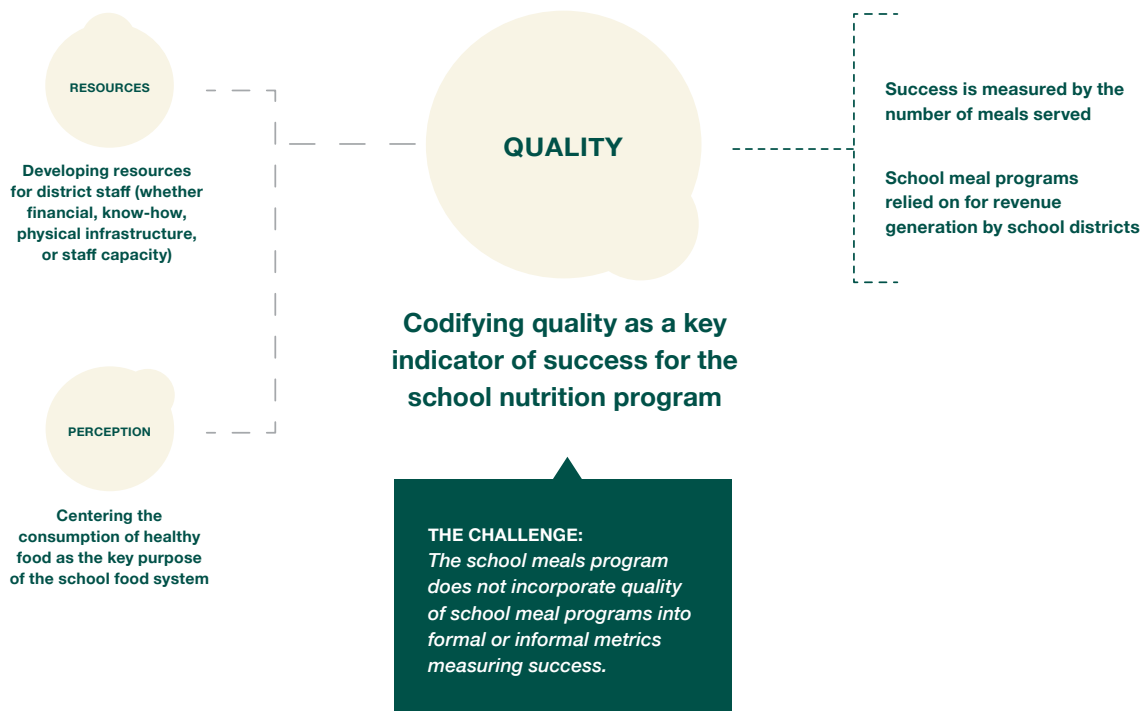 RESOURCES
Developing resources
for district staff (whether
financial, know-how,
physical infrastructure,
or staff capacity)
PERCEPTION
Centering the
consumption of healthy
food as the key purpose
of the school food system
QUALITY
Codifying quality as a key
indicator of success for the
school nutrition program
THE CHALLENGE:
The school meals program
does not incorporate quality
of school meal programs into
formal or informal metrics
measuring success.
Success is measured by the
number of meals served
School meal programs
relied on for revenue
generation by school districts